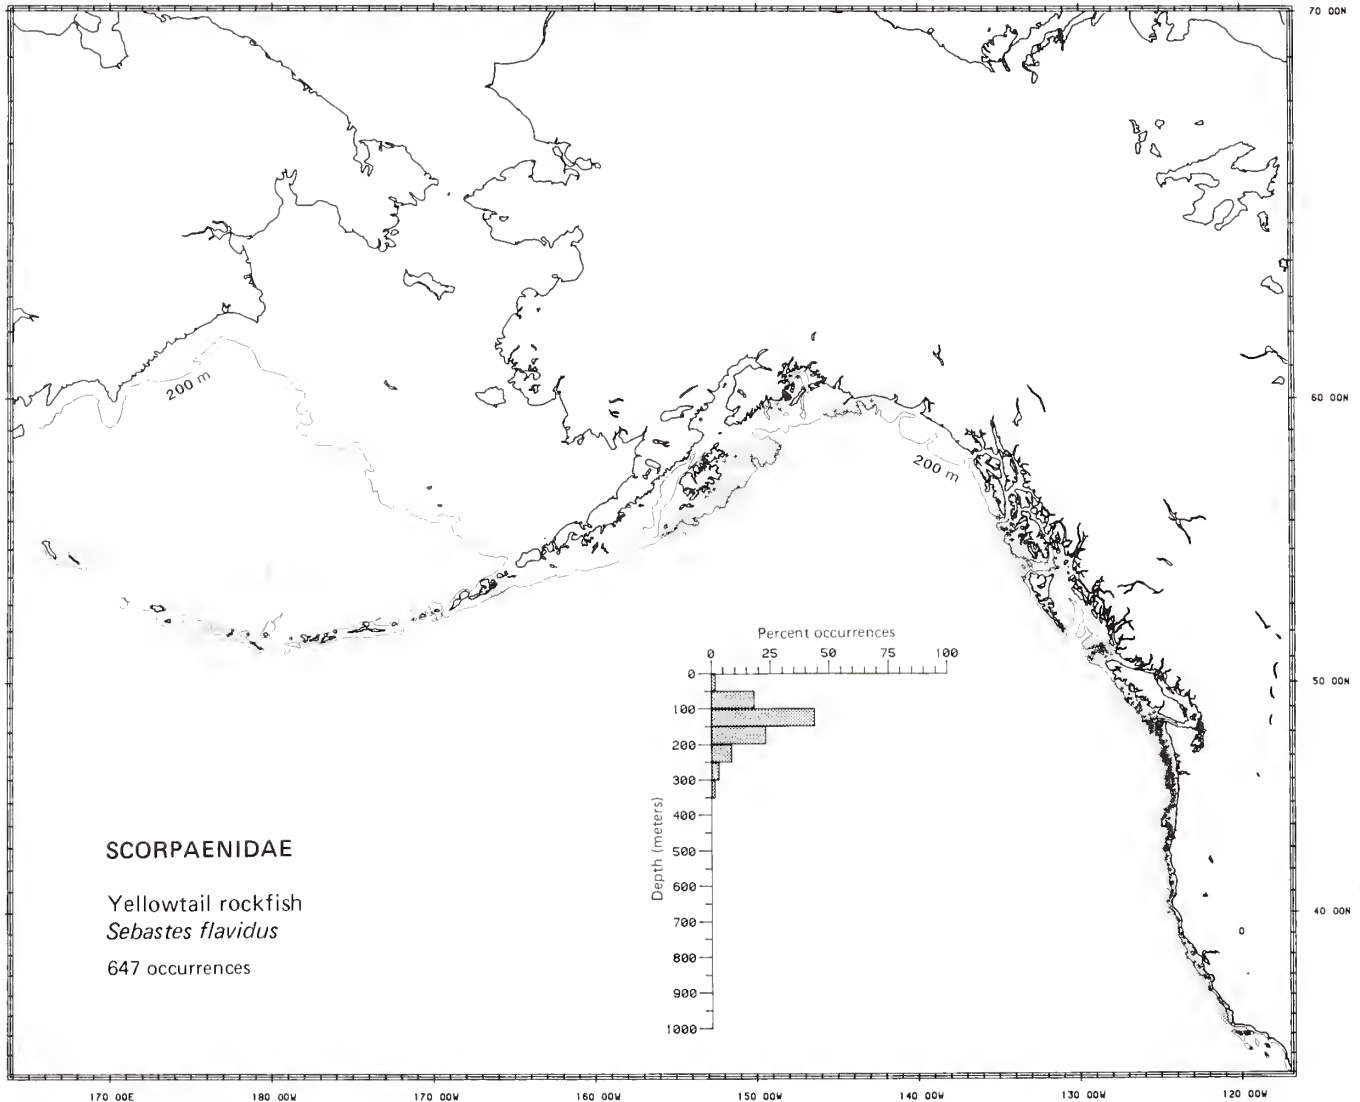 70 00N
200 m
60 00N
200 m
Percent occurrences
0 25 50 75 100
0
50 00N
100
200
300
400
Depth (meters)
500
600
700
800
900
1000
40 00N
SCORPAENIDAE
Yellowtail rockfish
Sebastes flavidus
647 occurrences
170 00E 180 00W 170 00W 160 00W 150 00W 140 00W 130 00W 120 00W